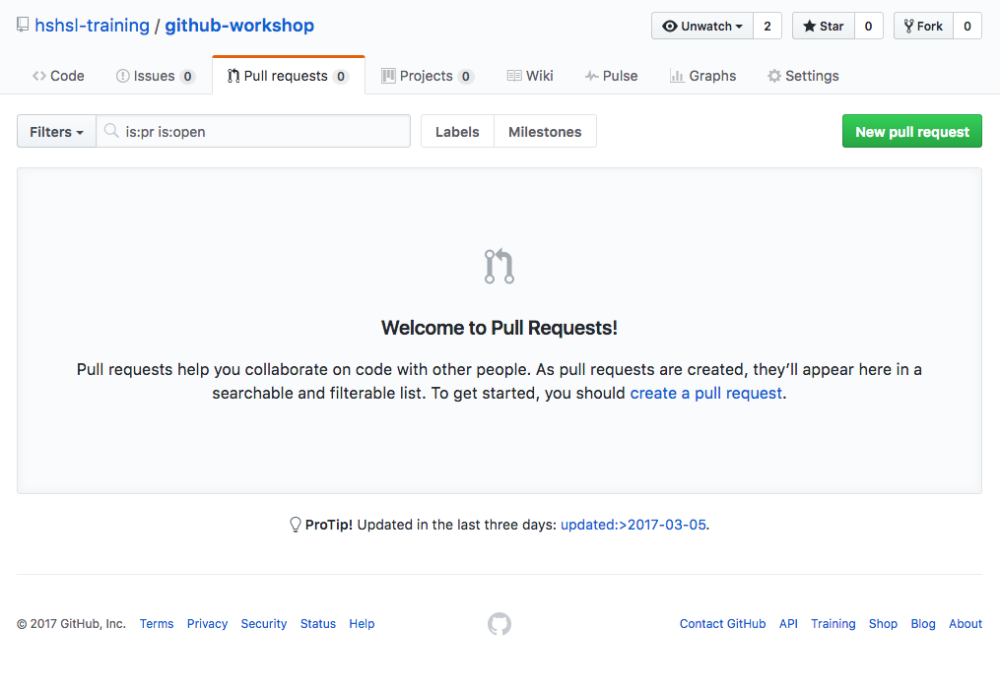 hshsl-training / github-workshop
Unwatch 2 Star 0 Fork 0
Code Issues 0 Pull requests 0 Projects 0 Wiki Pulse Graphs Settings
Filters is:pr is:open Labels Milestones New pull request
Welcome to Pull Requests!
Pull requests help you collaborate on code with other people. As pull requests are created, they’ll appear here in a
searchable and filterable list. To get started, you should create a pull request.
ProTip! Updated in the last three days: updated:>2017-03-05.
© 2017 GitHub, Inc. Terms Privacy Security Status Help Contact GitHub API Training Shop Blog About